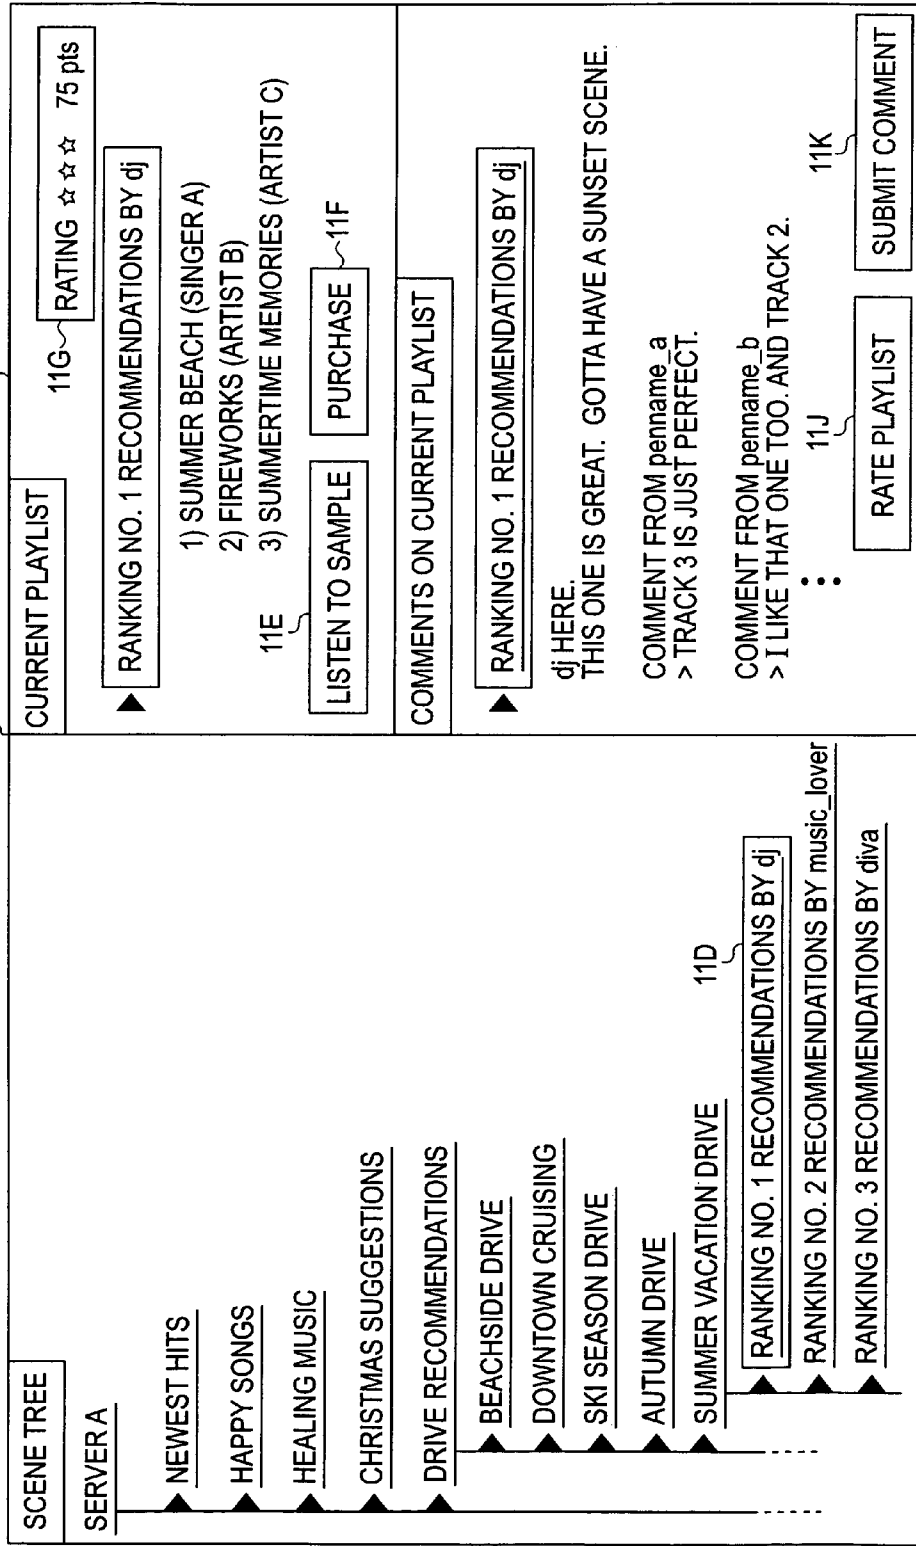 SCENE TREE
SERVER A
NEWEST HITS
HAPPY SONGS
HEALING MUSIC
CHRISTMAS SUGGESTIONS
DRIVE RECOMMENDATIONS
BEACHSIDE DRIVE
DOWNTOWN CRUISING
SKI SEASON DRIVE
AUTUMN DRIVE
SUMMER VACATION DRIVE
11D
RANKING NO. 1 RECOMMENDATIONS BY dj
RANKING NO. 2 RECOMMENDATIONS BY music_lover
RANKING NO. 3 RECOMMENDATIONS BY diva
CURRENT PLAYLIST
11G RATING ☆☆☆ 75 pts
RANKING NO. 1 RECOMMENDATIONS BY dj
1) SUMMER BEACH (SINGER A)
2) FIREWORKS (ARTIST B)
3) SUMMERTIME MEMORIES (ARTIST C)
11E
LISTEN TO SAMPLE
PURCHASE 11F
COMMENTS ON CURRENT PLAYLIST
RANKING NO. 1 RECOMMENDATIONS BY dj
dj HERE.
THIS ONE IS GREAT. GOTTA HAVE A SUNSET SCENE.
COMMENT FROM penname_a
> TRACK 3 IS JUST PERFECT.
COMMENT FROM penname_b
> I LIKE THAT ONE TOO. AND TRACK 2.
11J
11K
RATE PLAYLIST
SUBMIT COMMENT